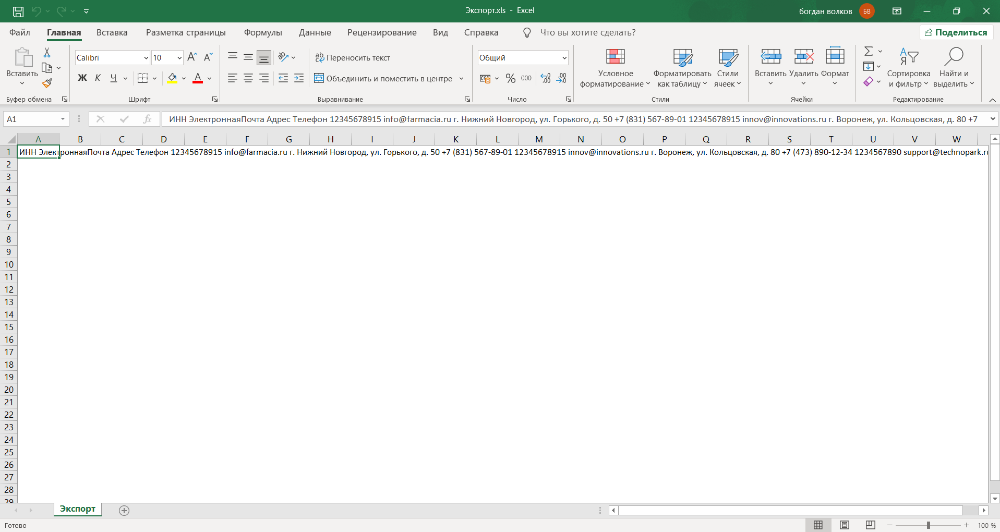 Экспорт.xls - Excel
богдан волков
БВ
Файл
Главная
Вставка
Разметка страницы
Формулы
Данные
Рецензирование
Вид
Справка
Что вы хотите сделать?
Поделиться
Вставить
Буфер обмена
Calibri
10
Ж К Ч
Шрифт
Переносить текст
Объединить и поместить в центре
Выравнивание
Общий
% 000
Число
Условное
форматирование
Форматировать
как таблицу
Стили
ячеек
Стили
Вставить
Удалить
Формат
Ячейки
Сортировка
и фильтр
Найти и
выделить
Редактирование
A1
fx
ИНН ЭлектроннаяПочта Адрес Телефон 12345678915 info@farmacia.ru г. Нижний Новгород, ул. Горького, д. 50 +7 (831) 567-89-01 12345678915 innov@innovations.ru г. Воронеж, ул. Кольцовская, д. 80 +7
A B C D E F G H I J K L M N O P Q R S T U V W
1 ИНН ЭлектроннаяПочта Адрес Телефон 12345678915 info@farmacia.ru г. Нижний Новгород, ул. Горького, д. 50 +7 (831) 567-89-01 12345678915 innov@innovations.ru г. Воронеж, ул. Кольцовская, д. 80 +7 (473) 890-12-34 1234567890 support@technopark.ru
2
3
4
5
6
7
8
9
10
11
12
13
14
15
16
17
18
19
20
21
22
23
24
25
26
27
28
29
Экспорт
Готово
100 %